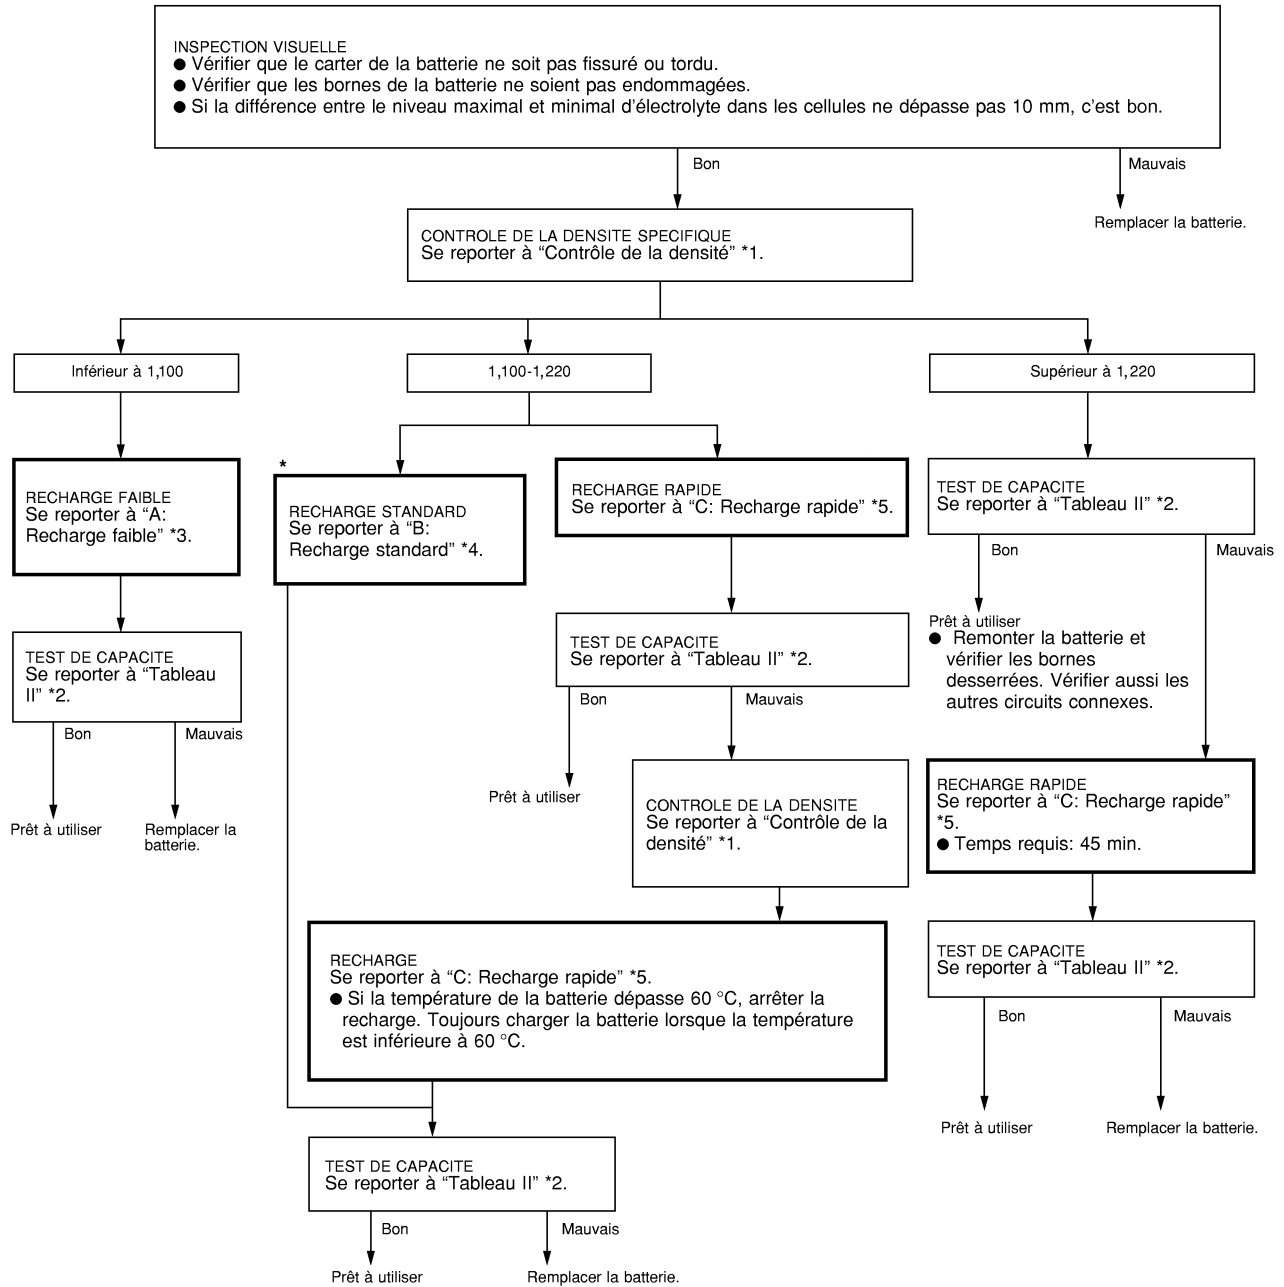 INSPECTION VISUELLE
● Vérifier que le carter de la batterie ne soit pas fissuré ou tordu.
● Vérifier que les bornes de la batterie ne soient pas endommagées.
● Si la différence entre le niveau maximal et minimal d'électrolyte dans les cellules ne dépasse pas 10 mm, c'est bon.
Bon
Mauvais
Remplacer la batterie.
CONTROLE DE LA DENSITE SPECIFIQUE
Se reporter à “Contrôle de la densité” *1.
Inférieur à 1,100
1,100-1,220
Supérieur à 1,220
RECHARGE FAIBLE
Se reporter à “A:
Recharge faible” *3.
*
RECHARGE STANDARD
Se reporter à “B:
Recharge standard” *4.
RECHARGE RAPIDE
Se reporter à “C: Recharge rapide” *5.
TEST DE CAPACITE
Se reporter à “Tableau II” *2.
Bon
Mauvais
Prêt à utiliser
● Remonter la batterie et
vérifier les bornes
desserrées. Vérifier aussi les
autres circuits connexes.
TEST DE CAPACITE
Se reporter à “Tableau
II” *2.
Bon
Mauvais
Prêt à utiliser
Remplacer la
batterie.
TEST DE CAPACITE
Se reporter à “Tableau II” *2.
Bon
Mauvais
Prêt à utiliser
CONTROLE DE LA DENSITE
Se reporter à “Contrôle de la
densité” *1.
RECHARGE RAPIDE
Se reporter à “C: Recharge rapide”
*5.
● Temps requis: 45 min.
RECHARGE
Se reporter à “C: Recharge rapide” *5.
● Si la température de la batterie dépasse 60 °C, arrêter la
recharge. Toujours charger la batterie lorsque la température
est inférieure à 60 °C.
TEST DE CAPACITE
Se reporter à “Tableau II” *2.
Bon
Mauvais
Prêt à utiliser
Remplacer la batterie.
TEST DE CAPACITE
Se reporter à “Tableau II” *2.
Bon
Mauvais
Prêt à utiliser
Remplacer la batterie.